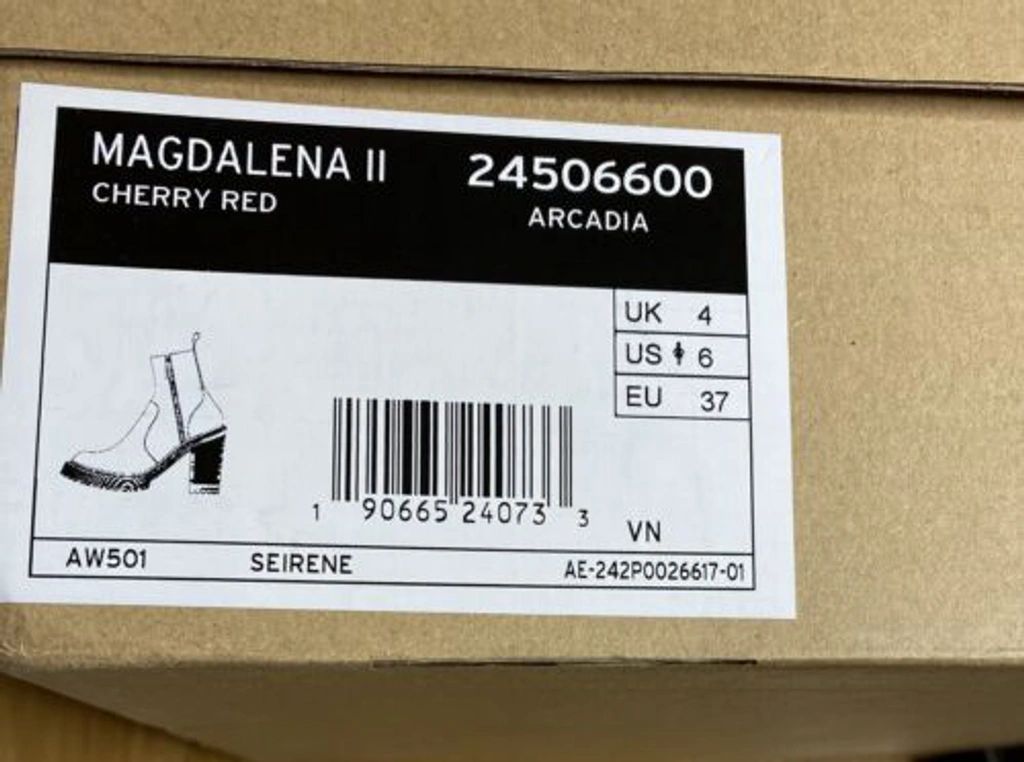 MAGDALENA II
CHERRY RED
24506600
ARCADIA
UK 4
US 6
EU 37
1 90665 24073 3
VN
AW501 SEIRENE AE-242P0026617-01